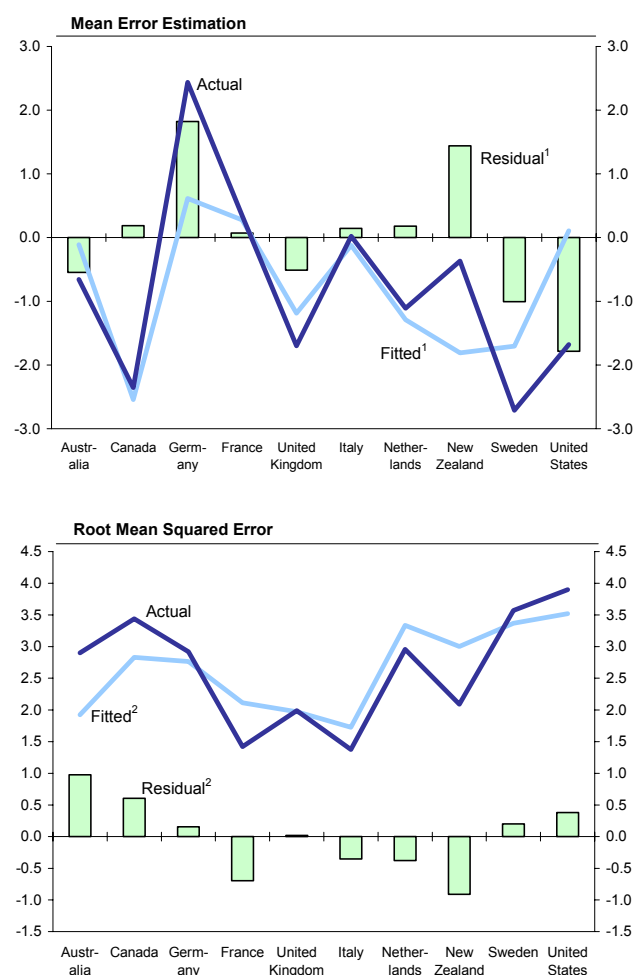 Mean Error Estimation
3.0 3.0
Actual
2.0 2.0
Residual¹
1.0 1.0
0.0 0.0
-1.0 -1.0
Fitted¹
-2.0 -2.0
-3.0 -3.0
Austr- Canada Germ- France United Italy Nether- New Sweden United
alia any Kingdom lands Zealand States
Root Mean Squared Error
4.5 4.5
4.0 4.0
Actual
3.5 3.5
3.0 3.0
2.5 2.5
2.0 2.0
Fitted²
1.5 1.5
1.0 1.0
Residual²
0.5 0.5
0.0 0.0
-0.5 -0.5
-1.0 -1.0
-1.5 -1.5
Austr- Canada Germ- France United Italy Nether- New Sweden United
alia any Kingdom lands Zealand States